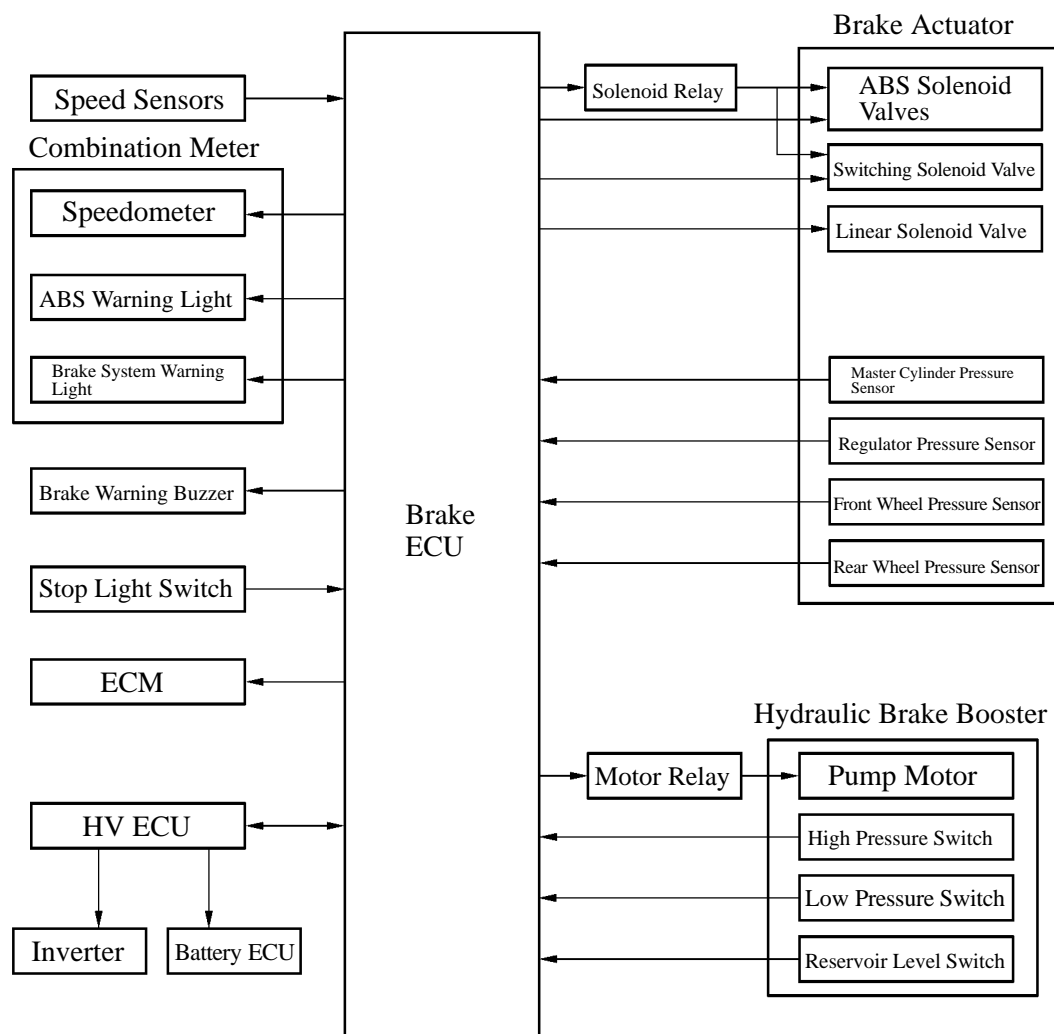 Brake Actuator
Speed Sensors
Solenoid Relay
ABS Solenoid
Valves
Combination Meter
Switching Solenoid Valve
Speedometer
Linear Solenoid Valve
ABS Warning Light
Brake System Warning
Light
Master Cylinder Pressure
Sensor
Regulator Pressure Sensor
Brake Warning Buzzer
Front Wheel Pressure Sensor
Brake
ECU
Rear Wheel Pressure Sensor
Stop Light Switch
ECM
Hydraulic Brake Booster
Motor Relay
Pump Motor
HV ECU
High Pressure Switch
Low Pressure Switch
Inverter
Battery ECU
Reservoir Level Switch